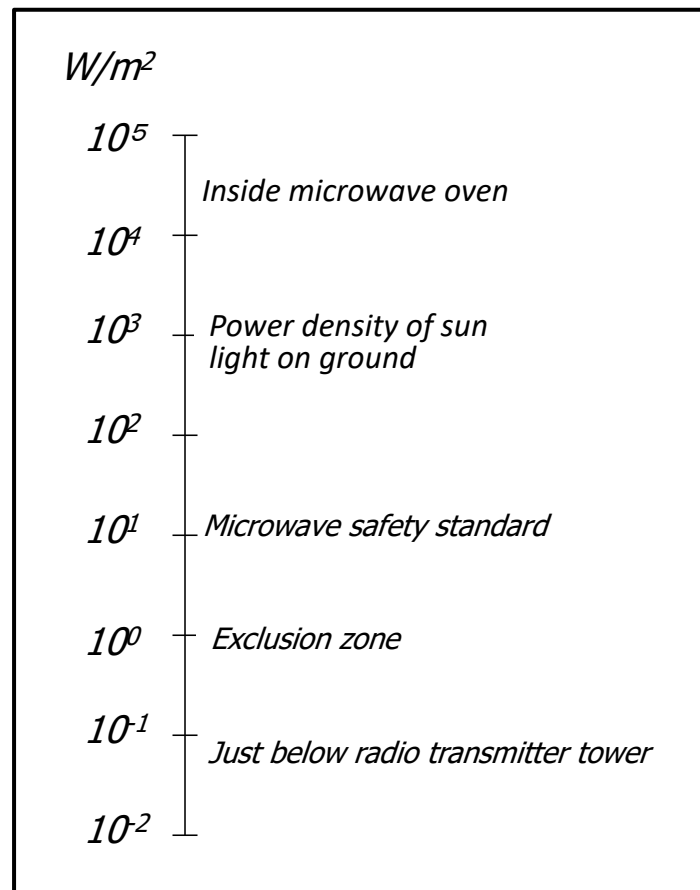 W/m²
10⁵
Inside microwave oven
10⁴
10³
Power density of sun
light on ground
10²
10¹
Microwave safety standard
10⁰
Exclusion zone
10⁻¹
Just below radio transmitter tower
10⁻²